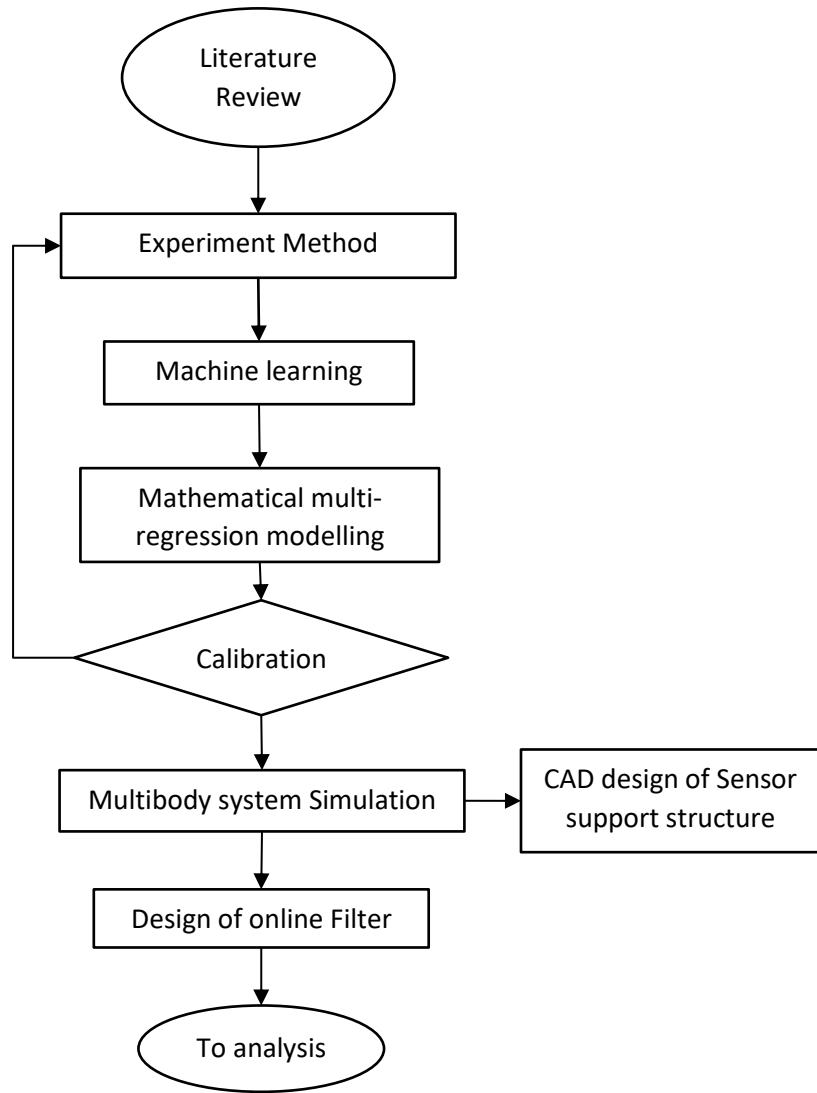 Literature
Review
Experiment Method
Machine learning
Mathematical multi-
regression modelling
Calibration
Multibody system Simulation
CAD design of Sensor
support structure
Design of online Filter
To analysis